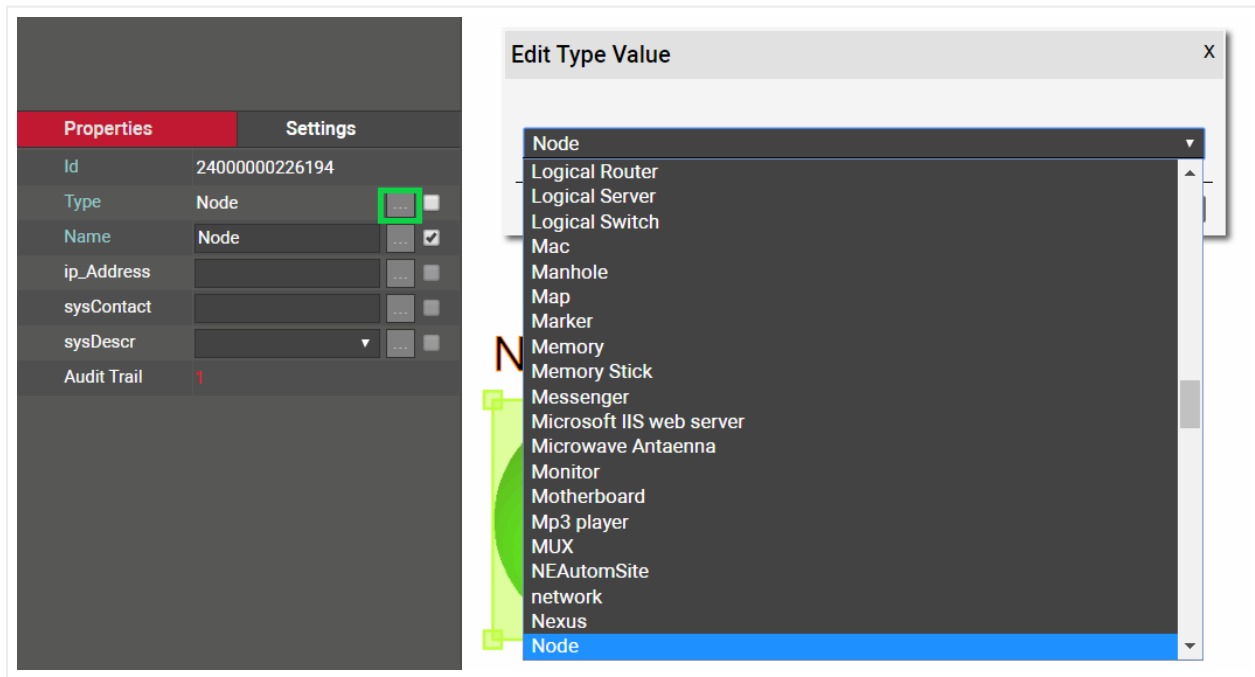 Properties Settings
Id 24000000226194
Type Node ...
Name Node ...
ip_Address ...
sysContact ...
sysDescr ...
Audit Trail 1
Edit Type Value X
Node
Logical Router
Logical Server
Logical Switch
Mac
Manhole
Map
Marker
Memory
Memory Stick
Messenger
Microsoft IIS web server
Microwave Antaenna
Monitor
Motherboard
Mp3 player
MUX
NEAutomSite
network
Nexus
Node
N